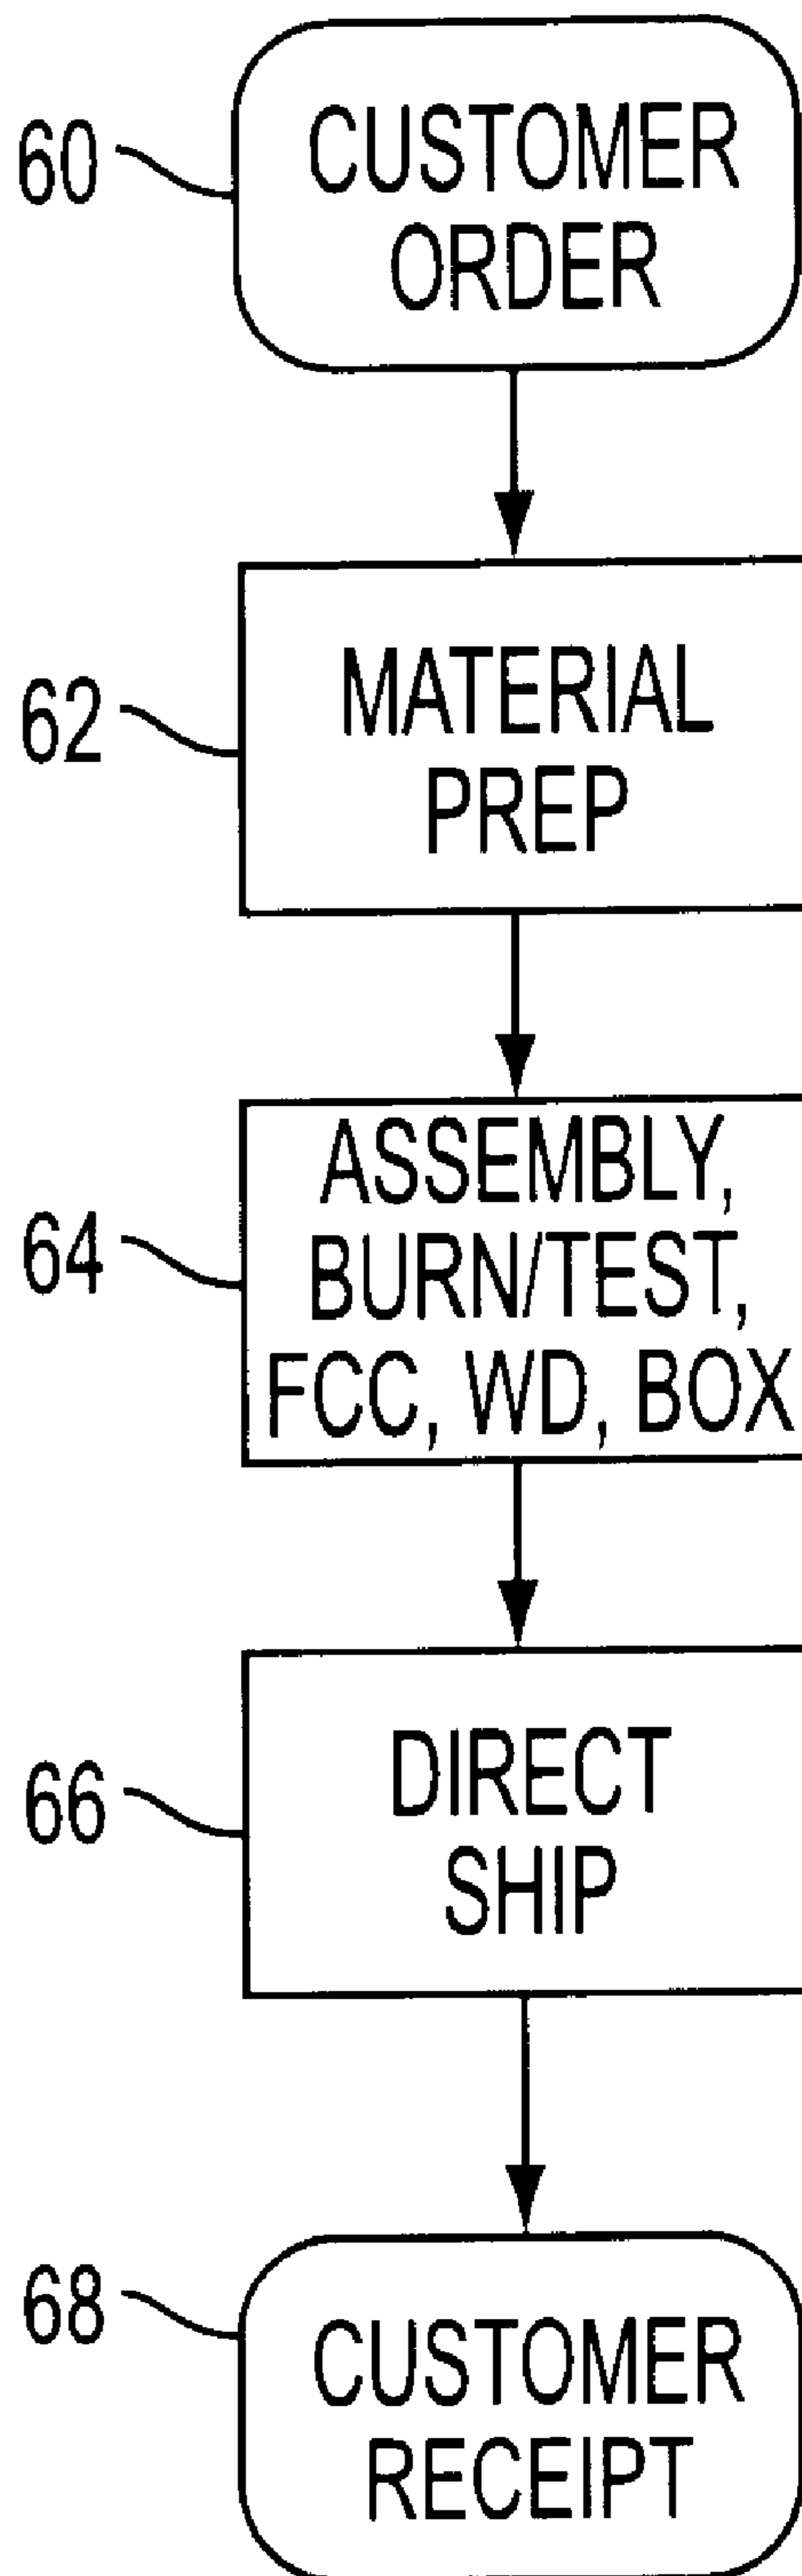 60
CUSTOMER
ORDER
62
MATERIAL
PREP
64
ASSEMBLY,
BURN/TEST,
FCC, WD, BOX
66
DIRECT
SHIP
68
CUSTOMER
RECEIPT